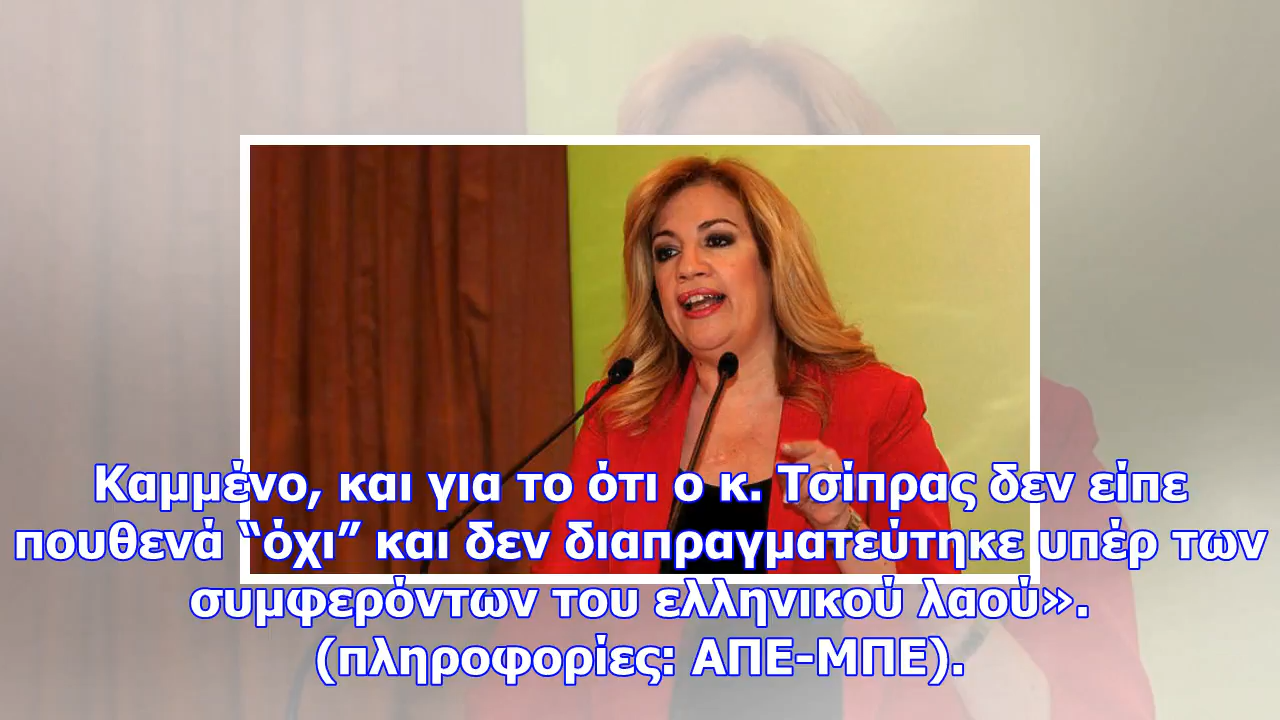 Καμμένο, και για το ότι ο κ. Τσίπρας δεν είπε
πουθενά “όχι” και δεν διαπραγματεύτηκε υπέρ των
συμφερόντων του ελληνικού λαού».
(πληροφορίες: ΑΠΕ-ΜΠΕ).